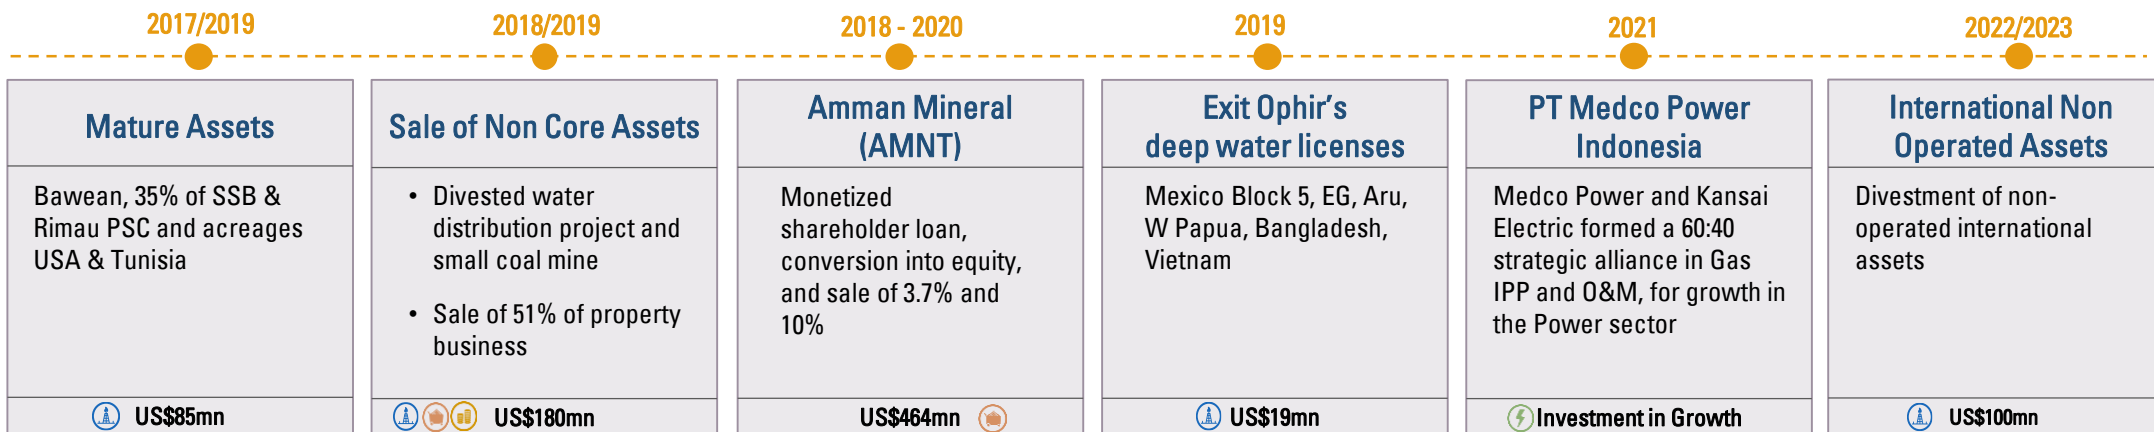 2017/2019
2018/2019
2018 - 2020
2019
2021
2022/2023
Mature Assets
Bawean, 35% of SSB &
Rimau PSC and acreages
USA & Tunisia
US$85mn
Sale of Non Core Assets
• Divested water
distribution project and
small coal mine
• Sale of 51% of property
business
US$180mn
Amman Mineral
(AMNT)
Monetized
shareholder loan,
conversion into equity,
and sale of 3.7% and
10%
US$464mn
Exit Ophir's
deep water licenses
Mexico Block 5, EG, Aru,
W Papua, Bangladesh,
Vietnam
US$19mn
PT Medco Power
Indonesia
Medco Power and Kansai
Electric formed a 60:40
strategic alliance in Gas
IPP and O&M, for growth in
the Power sector
Investment in Growth
International Non
Operated Assets
Divestment of non-
operated international
assets
US$100mn